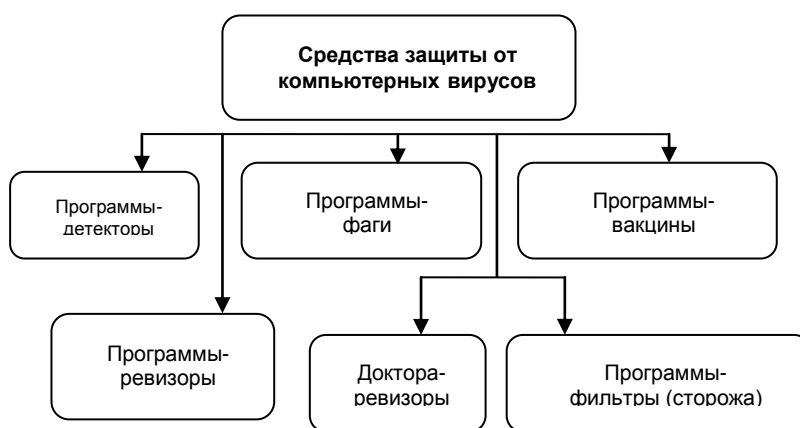 Средства защиты от
компьютерных вирусов
Программы-
детекторы
Программы-
фаги
Программы-
вакцины
Программы-
ревизоры
Доктора-
ревизоры
Программы-
фильтры (сторожа)